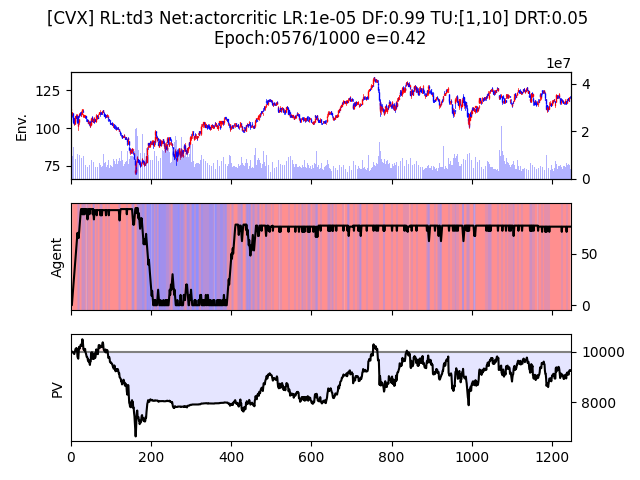 [CVX] RL:td3 Net:actorcritic LR:1e-05 DF:0.99 TU:[1,10] DRT:0.05
Epoch:0576/1000 e=0.42
1e7
125
100
75
Env.
4
2
0
Agent
50
0
PV
10000
8000
0 200 400 600 800 1000 1200